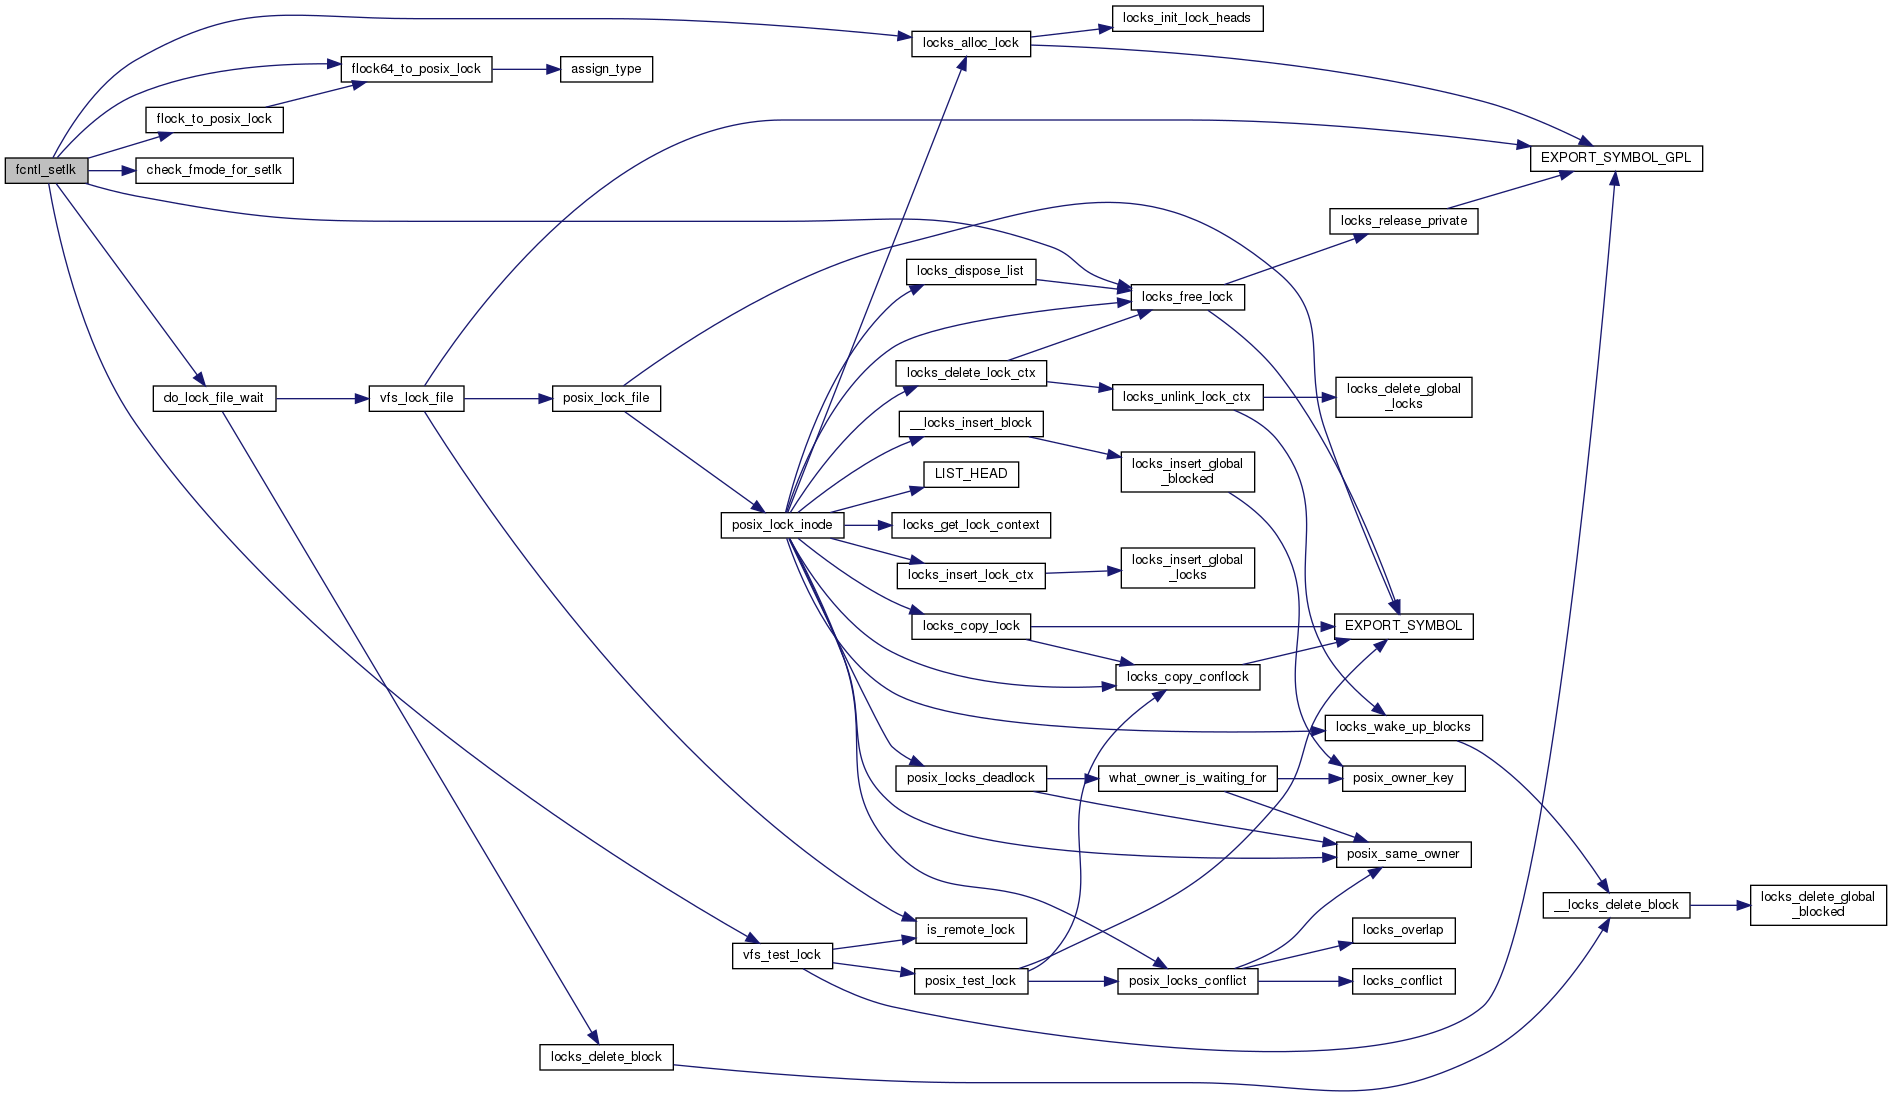 locks_init_lock_heads
locks_alloc_lock
flock64_to_posix_lock
assign_type
flock_to_posix_lock
EXPORT_SYMBOL_GPL
fcntl_setlk
check_fmode_for_setlk
locks_release_private
locks_dispose_list
locks_free_lock
locks_delete_lock_ctx
do_lock_file_wait
vfs_lock_file
posix_lock_file
locks_unlink_lock_ctx
locks_delete_global
_locks
__locks_insert_block
locks_insert_global
_blocked
LIST_HEAD
posix_lock_inode
locks_get_lock_context
locks_insert_lock_ctx
locks_insert_global
_locks
locks_copy_lock
EXPORT_SYMBOL
locks_copy_conflock
locks_wake_up_blocks
posix_locks_deadlock
what_owner_is_waiting_for
posix_owner_key
posix_same_owner
__locks_delete_block
locks_delete_global
_blocked
is_remote_lock
locks_overlap
vfs_test_lock
posix_test_lock
posix_locks_conflict
locks_conflict
locks_delete_block